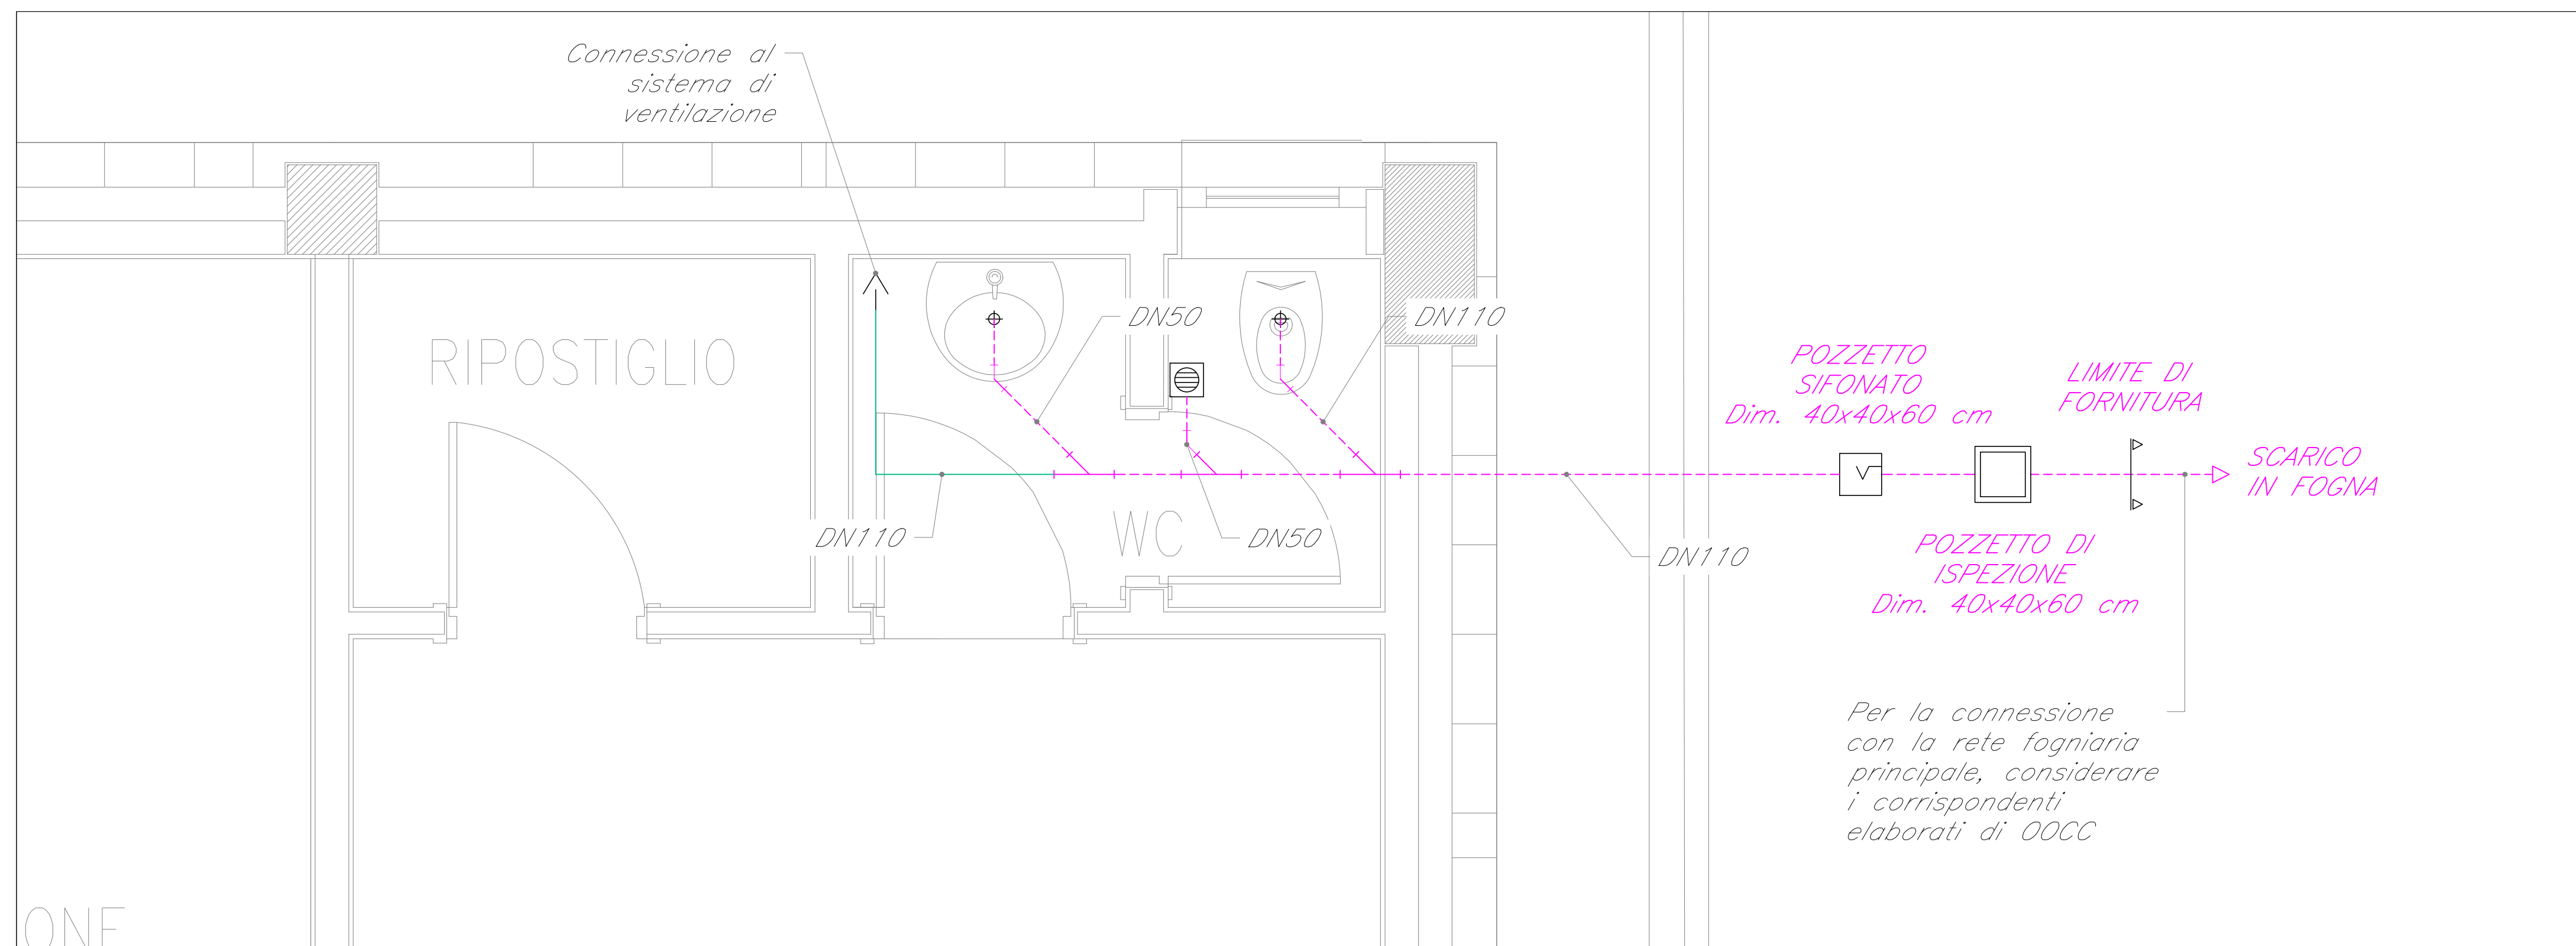 Connessione al
sistema di
ventilazione
RIPOSTIGLIO
DN50
DN110
DN110
WC
DN50
DN110
POZZETTO
SIFONATO
Dim. 40x40x60 cm
LIMITE DI
FORNITURA
SCARICO
IN FOGNA
POZZETTO DI
ISPEZIONE
Dim. 40x40x60 cm
Per la connessione
con la rete fogniaria
principale, considerare
i corrispondenti
elaborati di OOCC
ONE